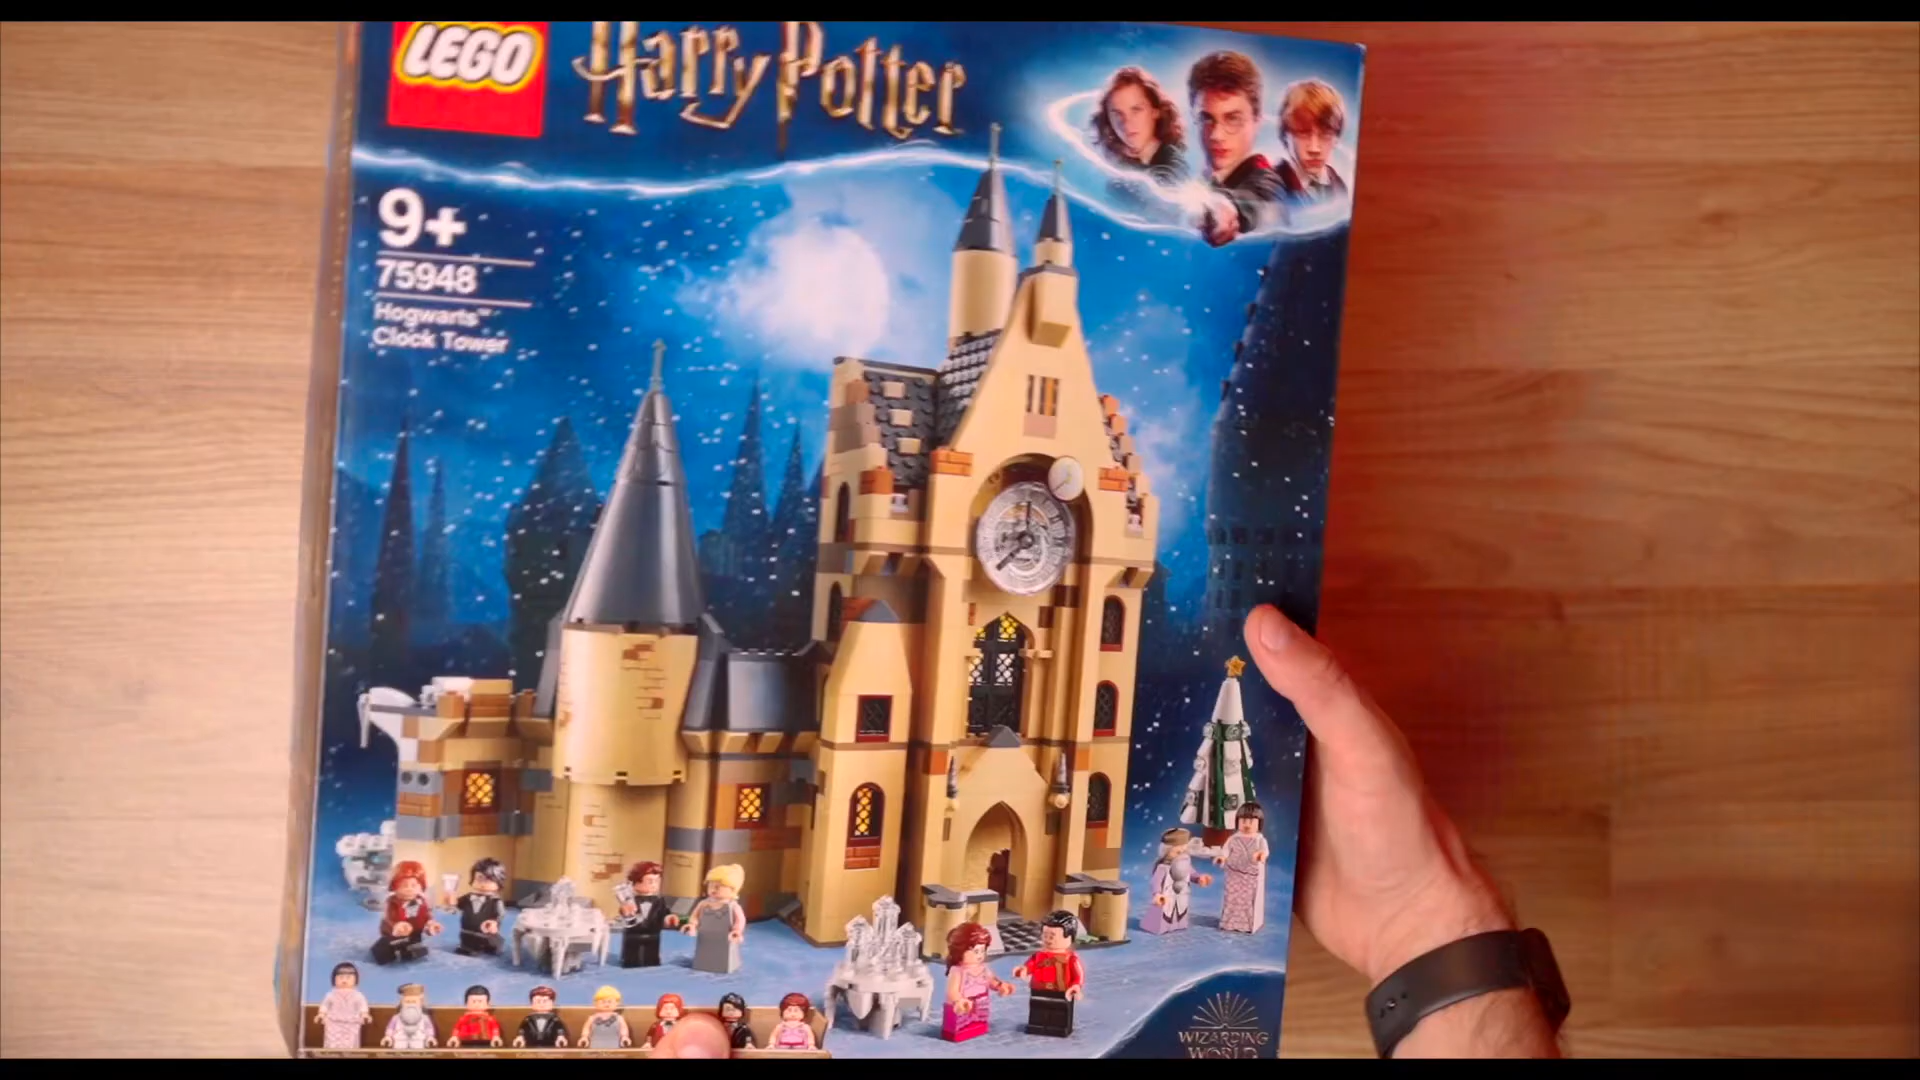 LEGO
Harry Potter
9+
75948
Hogwarts™
Clock Tower
WIZARDING
WORLD